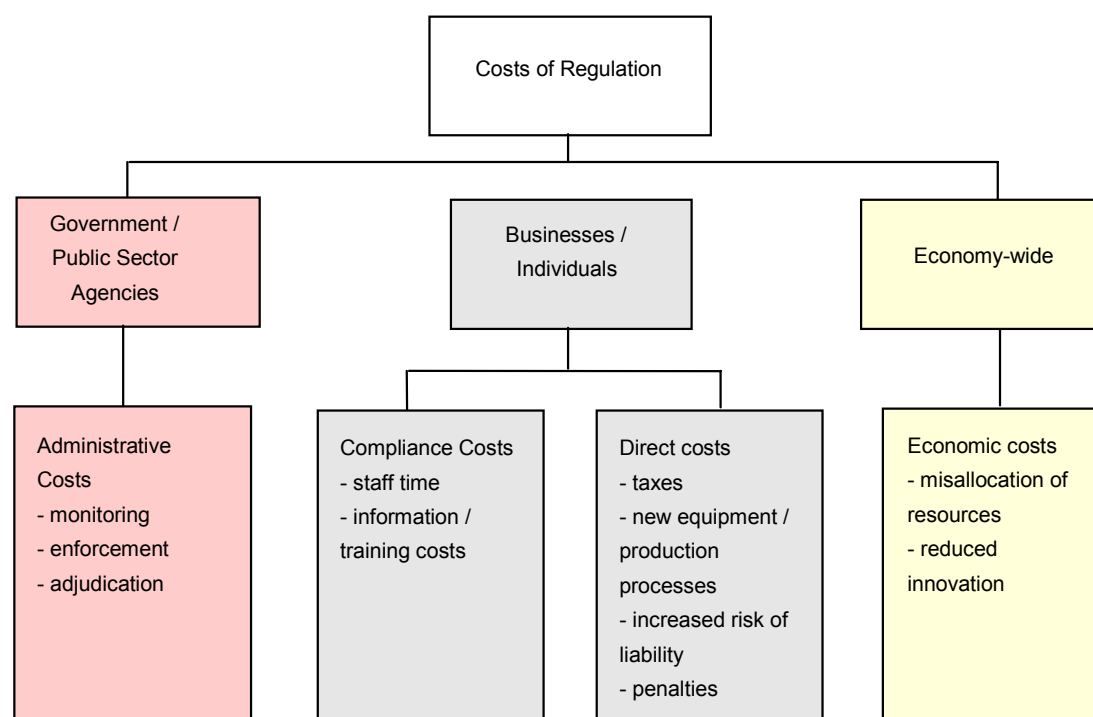 Costs of Regulation
Government /
Public Sector
Agencies
Businesses /
Individuals
Economy-wide
Administrative
Costs
- monitoring
- enforcement
- adjudication
Compliance Costs
- staff time
- information /
training costs
Direct costs
- taxes
- new equipment /
production
processes
- increased risk of
liability
- penalties
Economic costs
- misallocation of
resources
- reduced
innovation